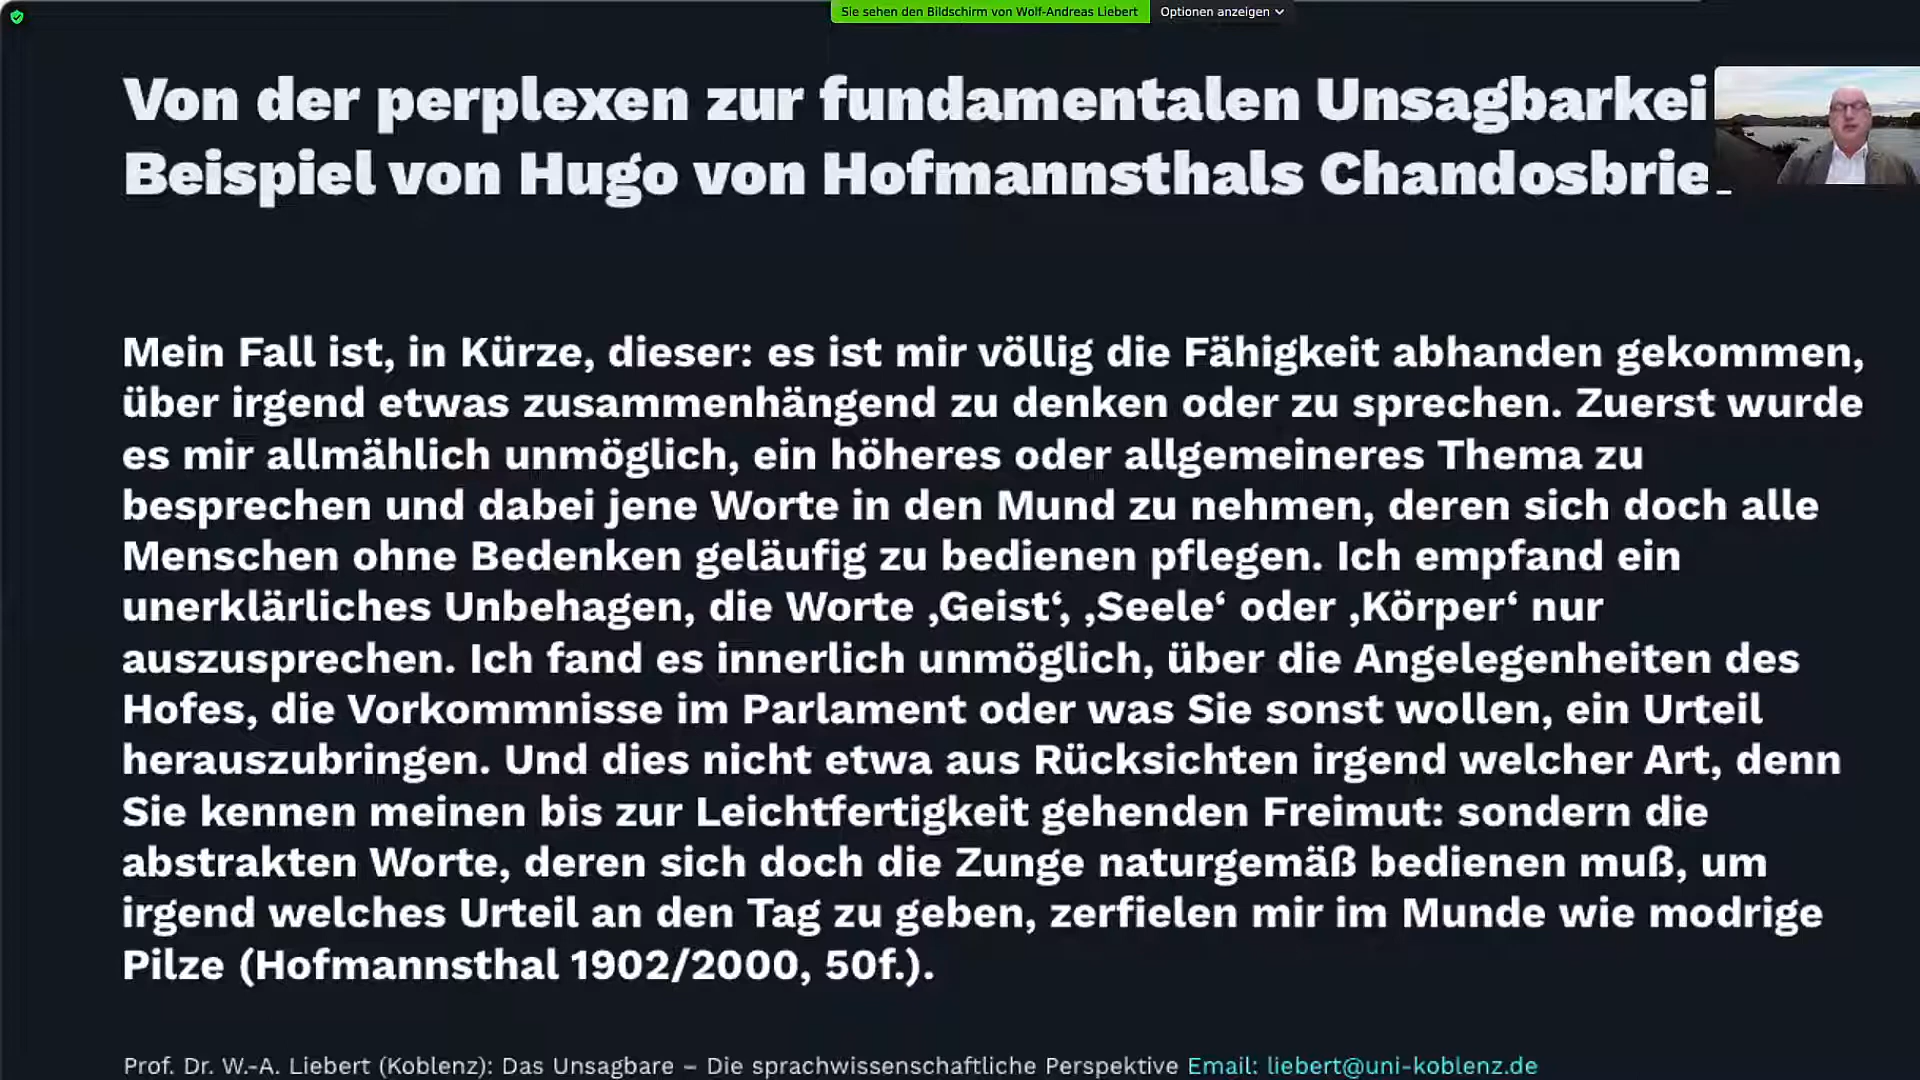 Sie sehen den Bildschirm von Wolf-Andreas Liebert Optionen anzeigen
Von der perplexen zur fundamentalen
Beispiel von Hugo von Hofmannsthals
Mein Fall ist, in Kürze, dieser: es ist mir völlig die Fähigkeit abhanden gekommen,
über irgend etwas zusammenhängend zu denken oder zu sprechen. Zuerst wurde
es mir allmählich unmöglich, ein höheres oder allgemeineres Thema zu
besprechen und dabei jene Worte in den Mund zu nehmen, deren sich doch alle
Menschen ohne Bedenken geläufig zu bedienen pflegen. Ich empfand ein
unerklärliches Unbehagen, die Worte ‚Geist‘, ‚Seele‘ oder ‚Körper‘ nur
auszusprechen. Ich fand es innerlich unmöglich, über die Angelegenheiten des
Hofes, die Vorkommnisse im Parlament oder was Sie sonst wollen, ein Urteil
herauszubringen. Und dies nicht etwa aus Rücksichten irgend welcher Art, denn
Sie kennen meinen bis zur Leichtfertigkeit gehenden Freimut: sondern die
abstrakten Worte, deren sich doch die Zunge naturgemäß bedienen muß, um
irgend welches Urteil an den Tag zu geben, zerfielen mir im Munde wie modrige
Pilze (Hofmannsthal 1902/2000, 50f.).
Prof. Dr. W.-A. Liebert (Koblenz): Das Unsagbare – Die sprachwissenschaftliche Perspektive Email: liebert@uni-koblenz.de